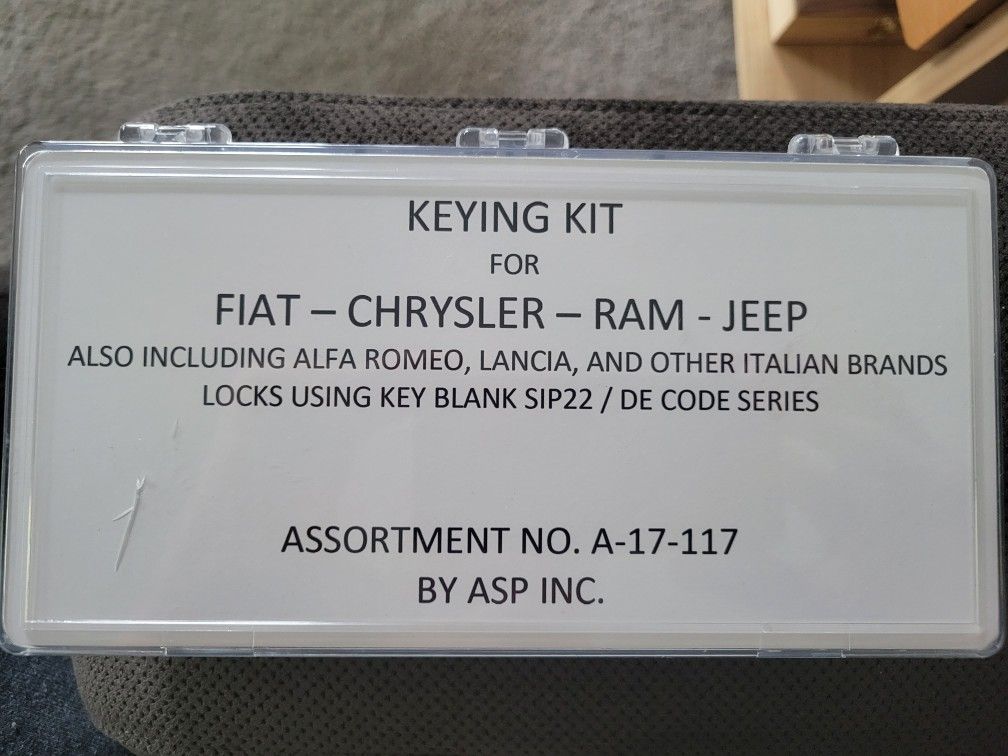 KEYING KIT
FOR
FIAT – CHRYSLER – RAM - JEEP
ALSO INCLUDING ALFA ROMEO, LANCIA, AND OTHER ITALIAN BRANDS
LOCKS USING KEY BLANK SIP22 / DE CODE SERIES
ASSORTMENT NO. A-17-117
BY ASP INC.